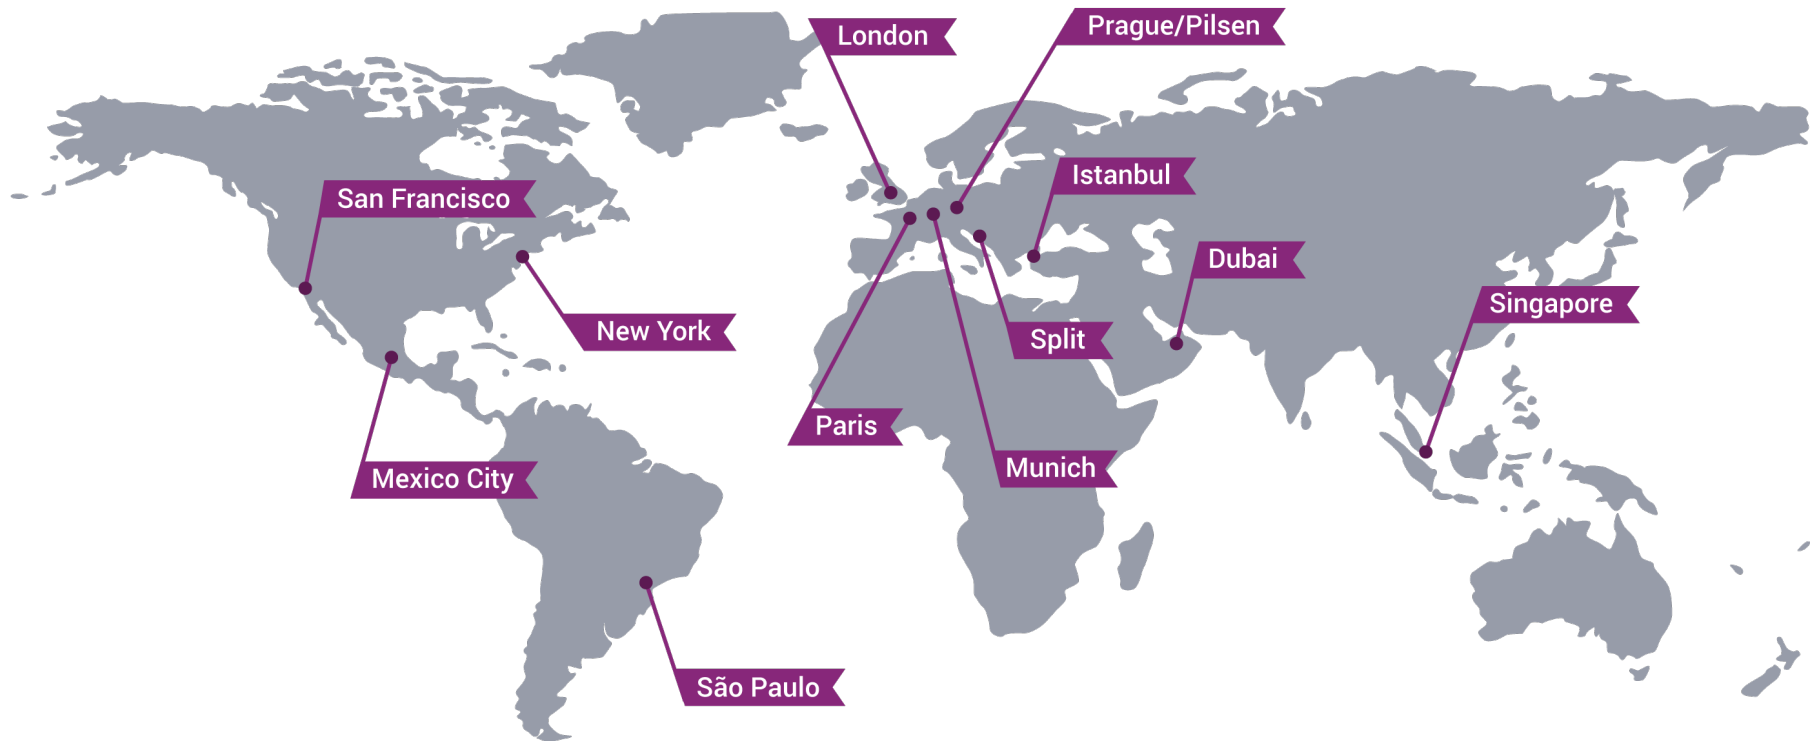 London
Prague/Pilsen
Istanbul
San Francisco
Dubai
Singapore
New York
Split
Paris
Munich
Mexico City
São Paulo